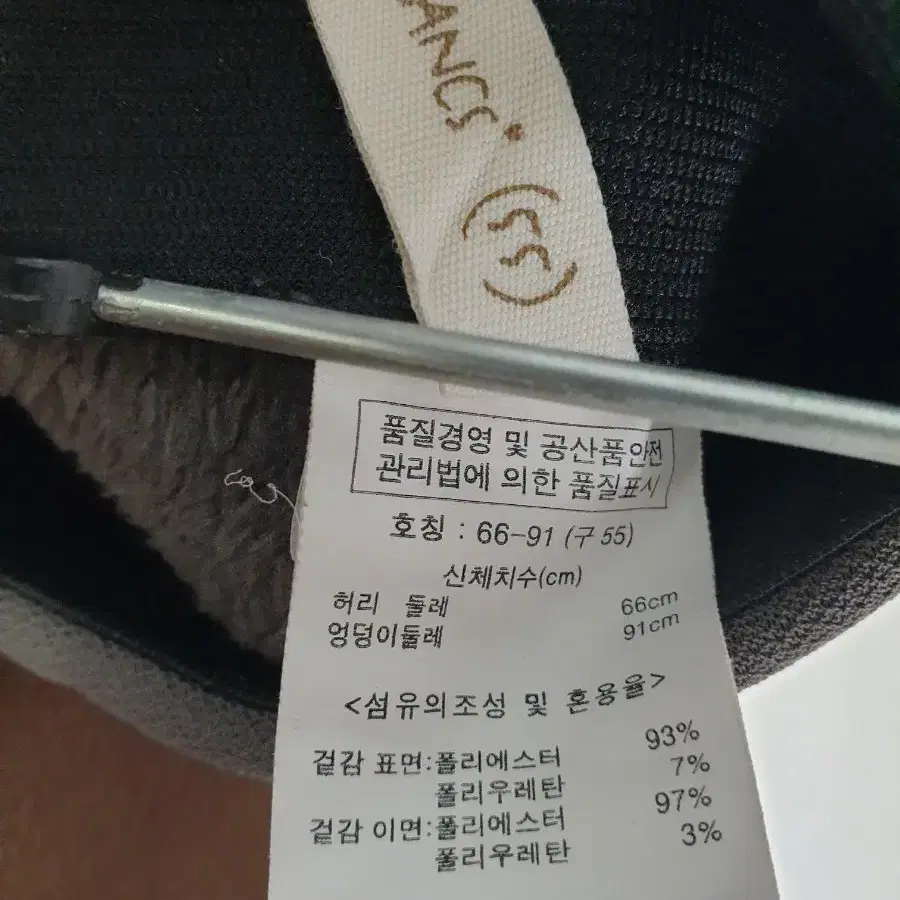 ANCS.
(55)
품질경영 및 공산품안전
관리법에 의한 품질표시
호칭 : 66-91 (구 55)
신체치수(cm)
허리 둘레 66cm
엉덩이둘레 91cm
<섬유의조성 및 혼용율>
겉감 표면:폴리에스터 93%
폴리우레탄 7%
겉감 이면:폴리에스터 97%
폴리우레탄 3%